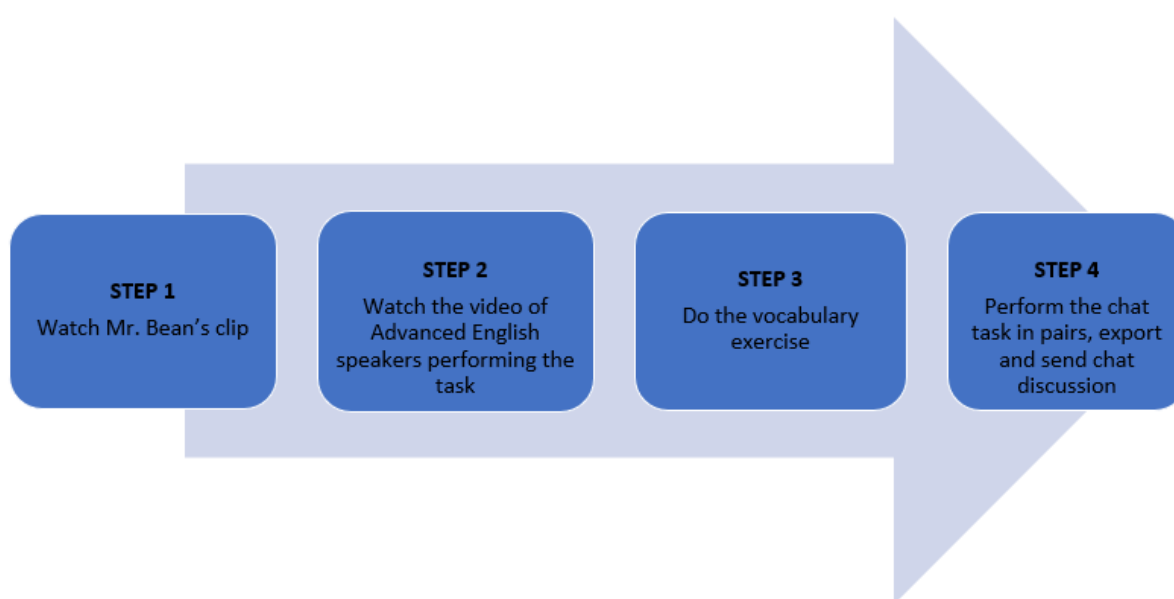 STEP 1
Watch Mr. Bean's clip
STEP 2
Watch the video of
Advanced English
speakers performing the
task
STEP 3
Do the vocabulary
exercise
STEP 4
Perform the chat
task in pairs, export
and send chat
discussion